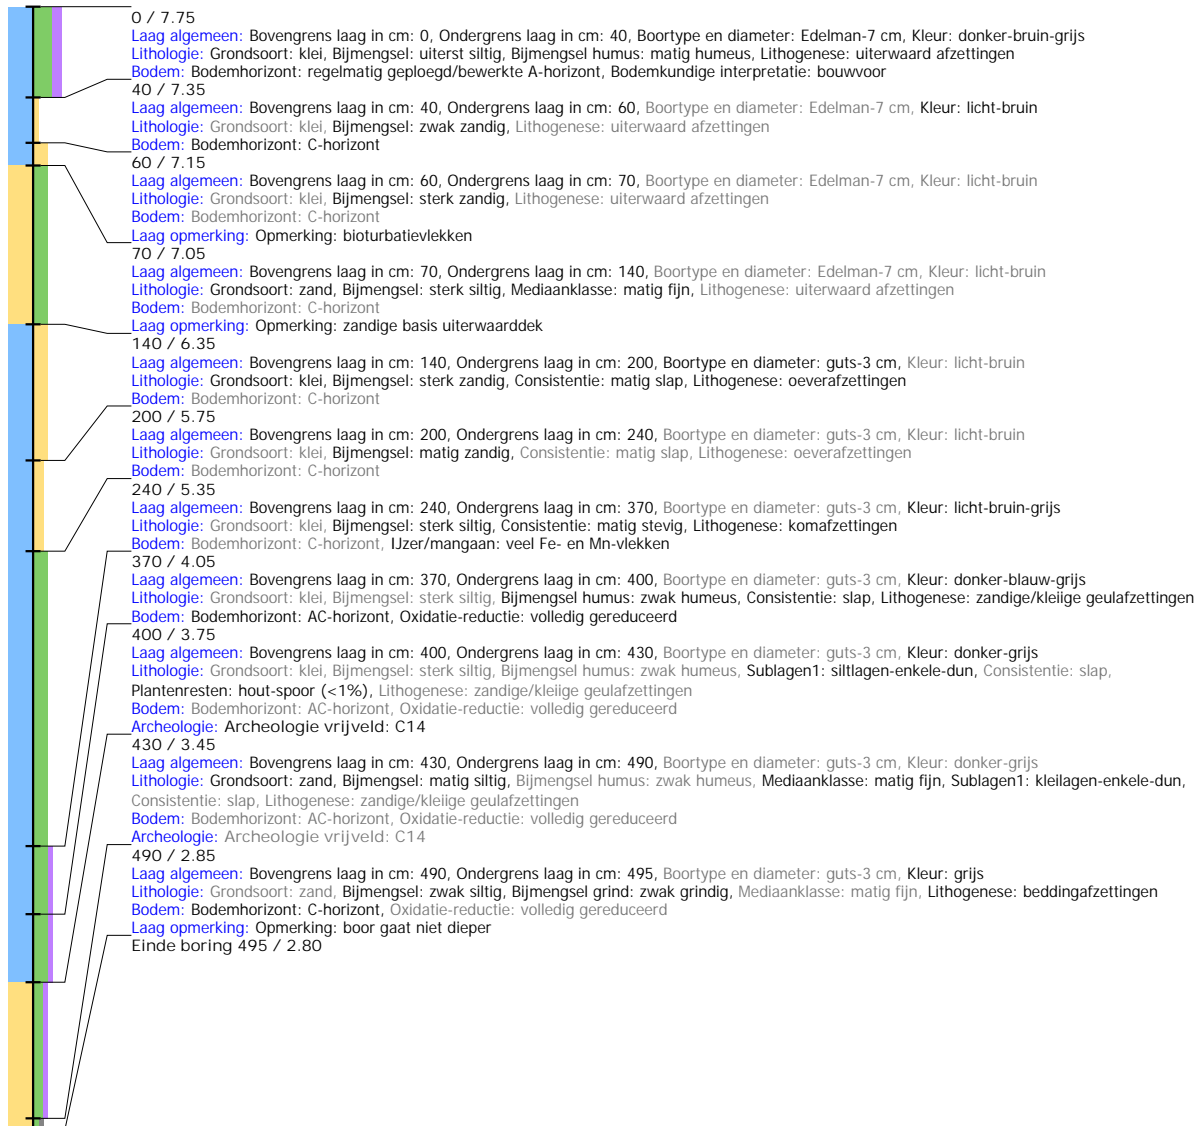 0 / 7.75
Laag algemeen: Bovengrens laag in cm: 0, Ondergrens laag in cm: 40, Boortype en diameter: Edelman-7 cm, Kleur: donker-bruin-grijs
Lithologie: Grondsoort: klei, Bijmengsel: uiterst siltig, Bijmengsel humus: matig humeus, Lithogenese: uiterwaard afzettingen
Bodem: Bodemhorizont: regelmatig geploegd/bewerkte A-horizont, Bodemkundige interpretatie: bouwvoor
40 / 7.35
Laag algemeen: Bovengrens laag in cm: 40, Ondergrens laag in cm: 60, Boortype en diameter: Edelman-7 cm, Kleur: licht-bruin
Lithologie: Grondsoort: klei, Bijmengsel: zwak zandig, Lithogenese: uiterwaard afzettingen
Bodem: Bodemhorizont: C-horizont
60 / 7.15
Laag algemeen: Bovengrens laag in cm: 60, Ondergrens laag in cm: 70, Boortype en diameter: Edelman-7 cm, Kleur: licht-bruin
Lithologie: Grondsoort: klei, Bijmengsel: sterk zandig, Lithogenese: uiterwaard afzettingen
Bodem: Bodemhorizont: C-horizont
Laag opmerking: Opmerking: bioturbatievlekken
70 / 7.05
Laag algemeen: Bovengrens laag in cm: 70, Ondergrens laag in cm: 140, Boortype en diameter: Edelman-7 cm, Kleur: licht-bruin
Lithologie: Grondsoort: zand, Bijmengsel: sterk siltig, Mediaanklasse: matig fijn, Lithogenese: uiterwaard afzettingen
Bodem: Bodemhorizont: C-horizont
Laag opmerking: Opmerking: zandige basis uiterwaarddek
140 / 6.35
Laag algemeen: Bovengrens laag in cm: 140, Ondergrens laag in cm: 200, Boortype en diameter: guts-3 cm, Kleur: licht-bruin
Lithologie: Grondsoort: klei, Bijmengsel: sterk zandig, Consistentie: matig slap, Lithogenese: oeverafzettingen
Bodem: Bodemhorizont: C-horizont
200 / 5.75
Laag algemeen: Bovengrens laag in cm: 200, Ondergrens laag in cm: 240, Boortype en diameter: guts-3 cm, Kleur: licht-bruin
Lithologie: Grondsoort: klei, Bijmengsel: matig zandig, Consistentie: matig slap, Lithogenese: oeverafzettingen
Bodem: Bodemhorizont: C-horizont
240 / 5.35
Laag algemeen: Bovengrens laag in cm: 240, Ondergrens laag in cm: 370, Boortype en diameter: guts-3 cm, Kleur: licht-bruin-grijs
Lithologie: Grondsoort: klei, Bijmengsel: sterk siltig, Consistentie: matig stevig, Lithogenese: komafzettingen
Bodem: Bodemhorizont: C-horizont, IJzer/mangaan: veel Fe- en Mn-vlekken
370 / 4.05
Laag algemeen: Bovengrens laag in cm: 370, Ondergrens laag in cm: 400, Boortype en diameter: guts-3 cm, Kleur: donker-blauw-grijs
Lithologie: Grondsoort: klei, Bijmengsel: sterk siltig, Bijmengsel humus: zwak humeus, Consistentie: slap, Lithogenese: zandige/kleiige geulafzettingen
Bodem: Bodemhorizont: AC-horizont, Oxidatie-reductie: volledig gereduceerd
400 / 3.75
Laag algemeen: Bovengrens laag in cm: 400, Ondergrens laag in cm: 430, Boortype en diameter: guts-3 cm, Kleur: donker-grijs
Lithologie: Grondsoort: klei, Bijmengsel: sterk siltig, Bijmengsel humus: zwak humeus, Sublagen1: siltlagen-enkele-dun, Consistentie: slap,
Plantenresten: hout-spoor (<1%), Lithogenese: zandige/kleiige geulafzettingen
Bodem: Bodemhorizont: AC-horizont, Oxidatie-reductie: volledig gereduceerd
Archeologie: Archeologie vrijveld: C14
430 / 3.45
Laag algemeen: Bovengrens laag in cm: 430, Ondergrens laag in cm: 490, Boortype en diameter: guts-3 cm, Kleur: donker-grijs
Lithologie: Grondsoort: zand, Bijmengsel: matig siltig, Bijmengsel humus: zwak humeus, Mediaanklasse: matig fijn, Sublagen1: kleilagen-enkele-dun,
Consistentie: slap, Lithogenese: zandige/kleiige geulafzettingen
Bodem: Bodemhorizont: AC-horizont, Oxidatie-reductie: volledig gereduceerd
Archeologie: Archeologie vrijveld: C14
490 / 2.85
Laag algemeen: Bovengrens laag in cm: 490, Ondergrens laag in cm: 495, Boortype en diameter: guts-3 cm, Kleur: grijs
Lithologie: Grondsoort: zand, Bijmengsel: zwak siltig, Bijmengsel grind: zwak grindig, Mediaanklasse: matig fijn, Lithogenese: beddingafzettingen
Bodem: Bodemhorizont: C-horizont, Oxidatie-reductie: volledig gereduceerd
Laag opmerking: Opmerking: boor gaat niet dieper
Einde boring 495 / 2.80